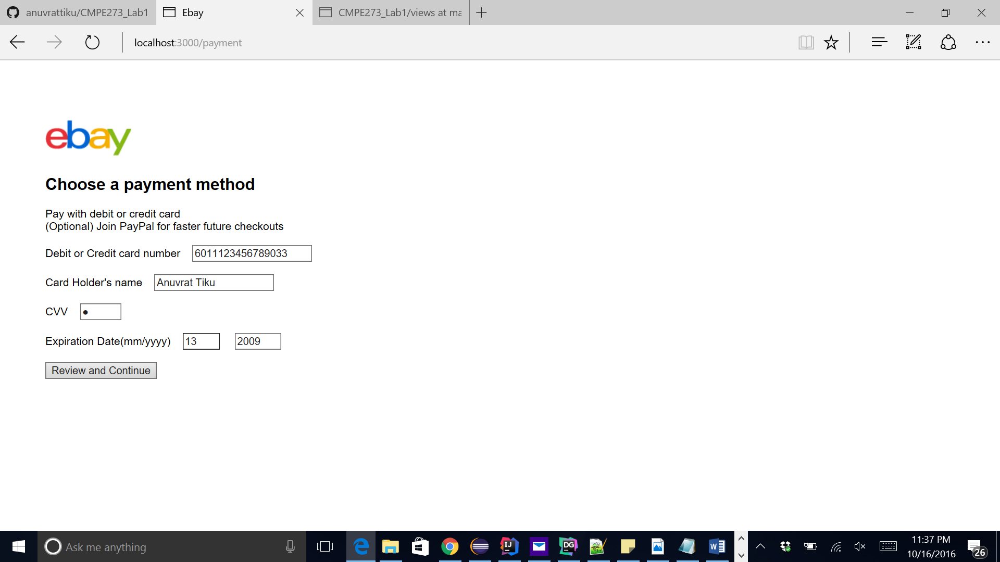 anuvrattiku/CMPE273_Lab1
Ebay
CMPE273_Lab1/views at ma
localhost:3000/payment
ebay
Choose a payment method
Pay with debit or credit card
(Optional) Join PayPal for faster future checkouts
Debit or Credit card number 6011123456789033
Card Holder's name Anuvrat Tiku
CVV ●
Expiration Date(mm/yyyy) 13 2009
Review and Continue
Ask me anything
IJ
DG
W
11:37 PM
10/16/2016
26